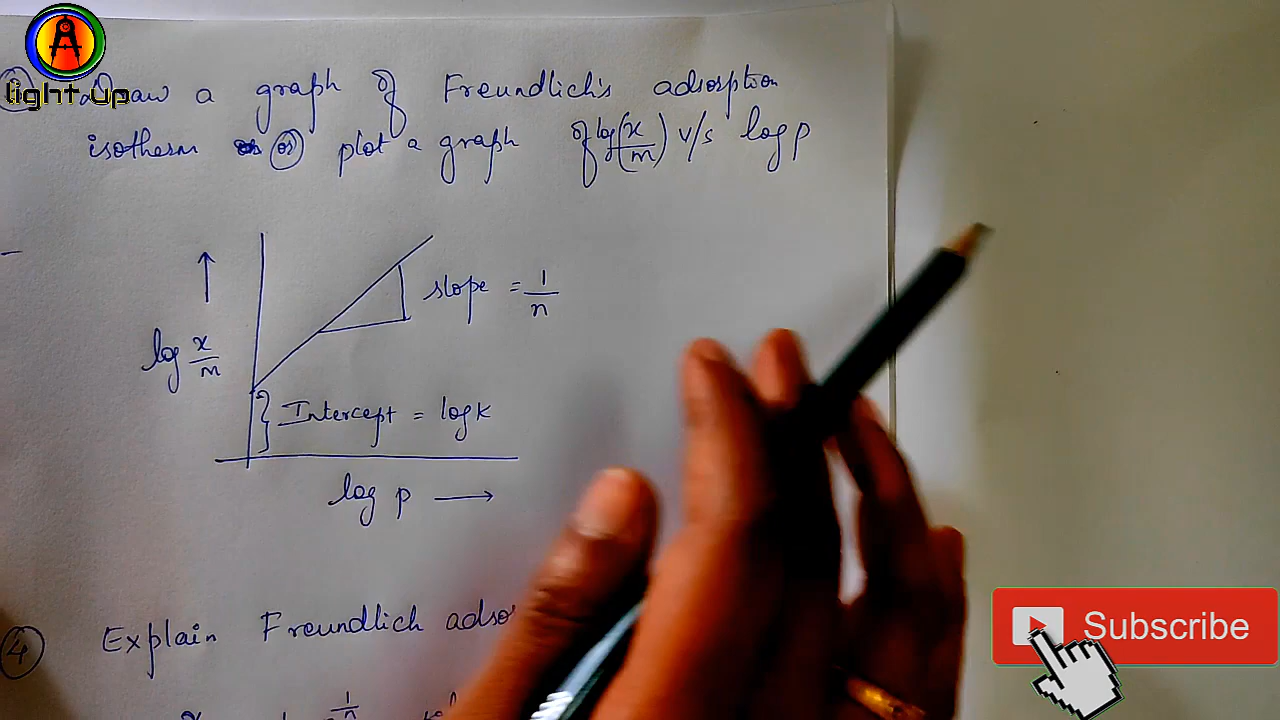 light up
Draw a graph of Freundlich's adsorption
isotherm (or) plot a graph of log(x/m) v/s log p
slope = 1/n
log x/m
Intercept = log k
log p
4 Explain Freundlich
1/n
Subscribe